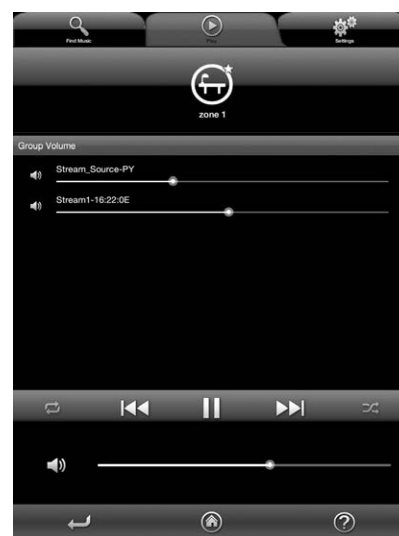 Find Music
Play
Settings
zone 1
Group Volume
Stream_Source-PY
Stream1-16:22:0E
?